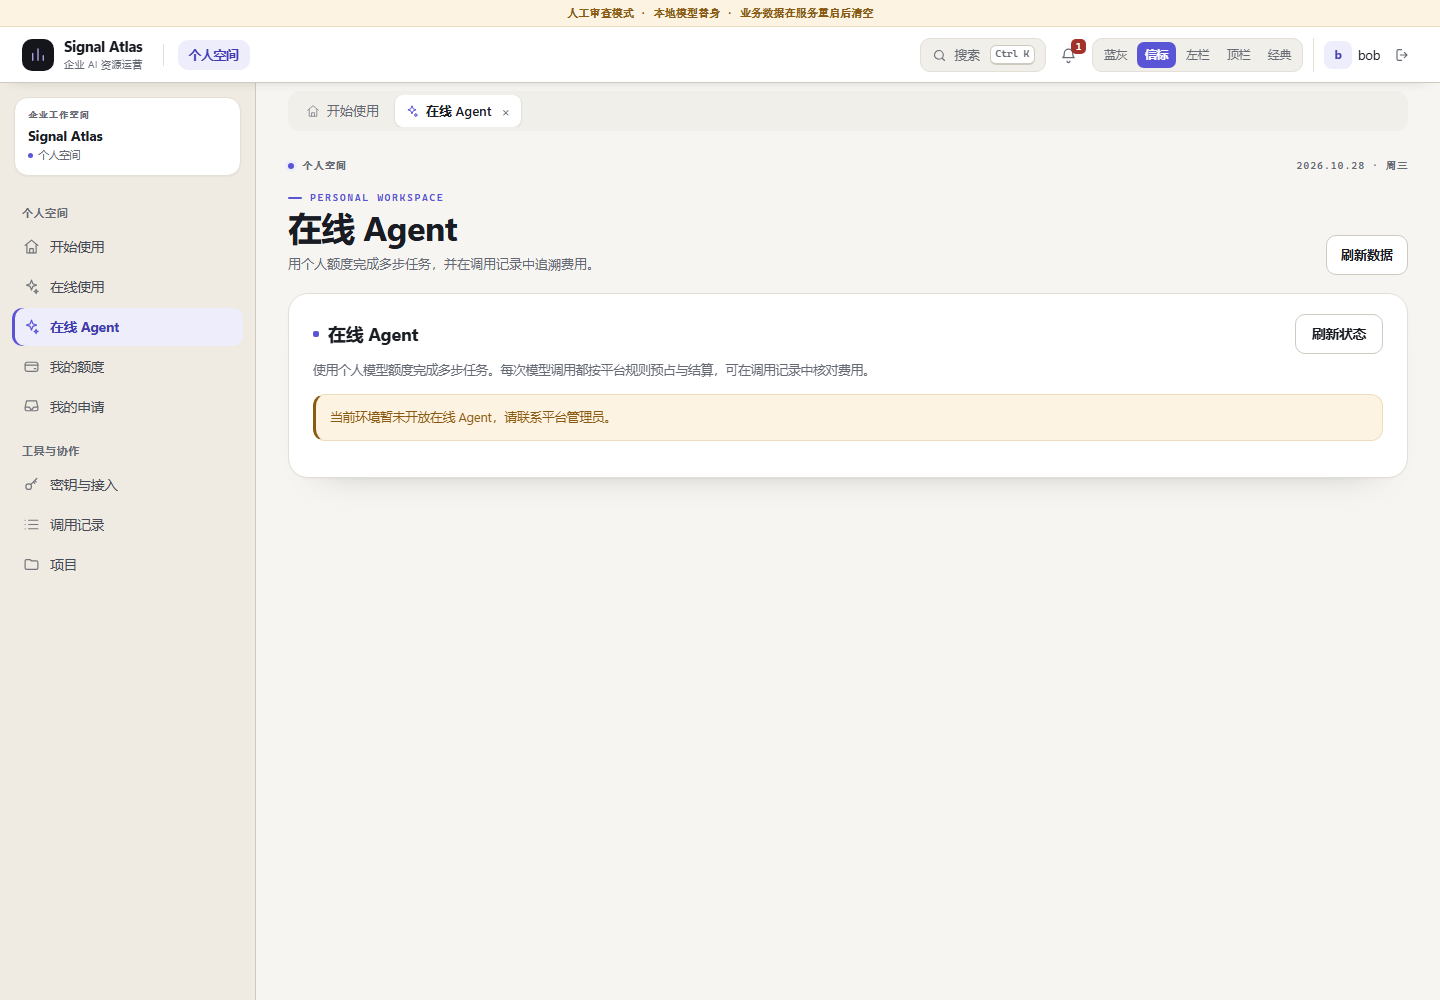 人工审查模式 · 本地模型替身 · 业务数据在服务重启后清空
Signal Atlas
企业 AI 资源运营
个人空间
搜索 Ctrl K
1
蓝灰 信标 左栏 顶栏 经典
b bob
企业工作空间
Signal Atlas
个人空间
个人空间
开始使用
在线使用
在线 Agent
我的额度
我的申请
工具与协作
密钥与接入
调用记录
项目
开始使用 在线 Agent ×
个人空间
2026.10.28 · 周三
PERSONAL WORKSPACE
在线 Agent
用个人额度完成多步任务，并在调用记录中追溯费用。
刷新数据
在线 Agent
刷新状态
使用个人模型额度完成多步任务。每次模型调用都按平台规则预占与结算，可在调用记录中核对费用。
当前环境暂未开放在线 Agent，请联系平台管理员。